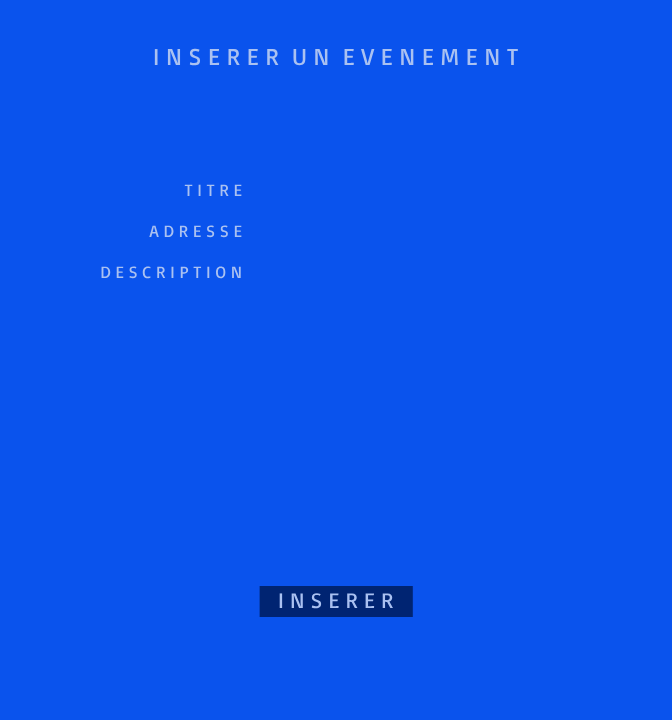 INSERER UN EVENEMENT
TITRE
ADRESSE
DESCRIPTION
INSERER